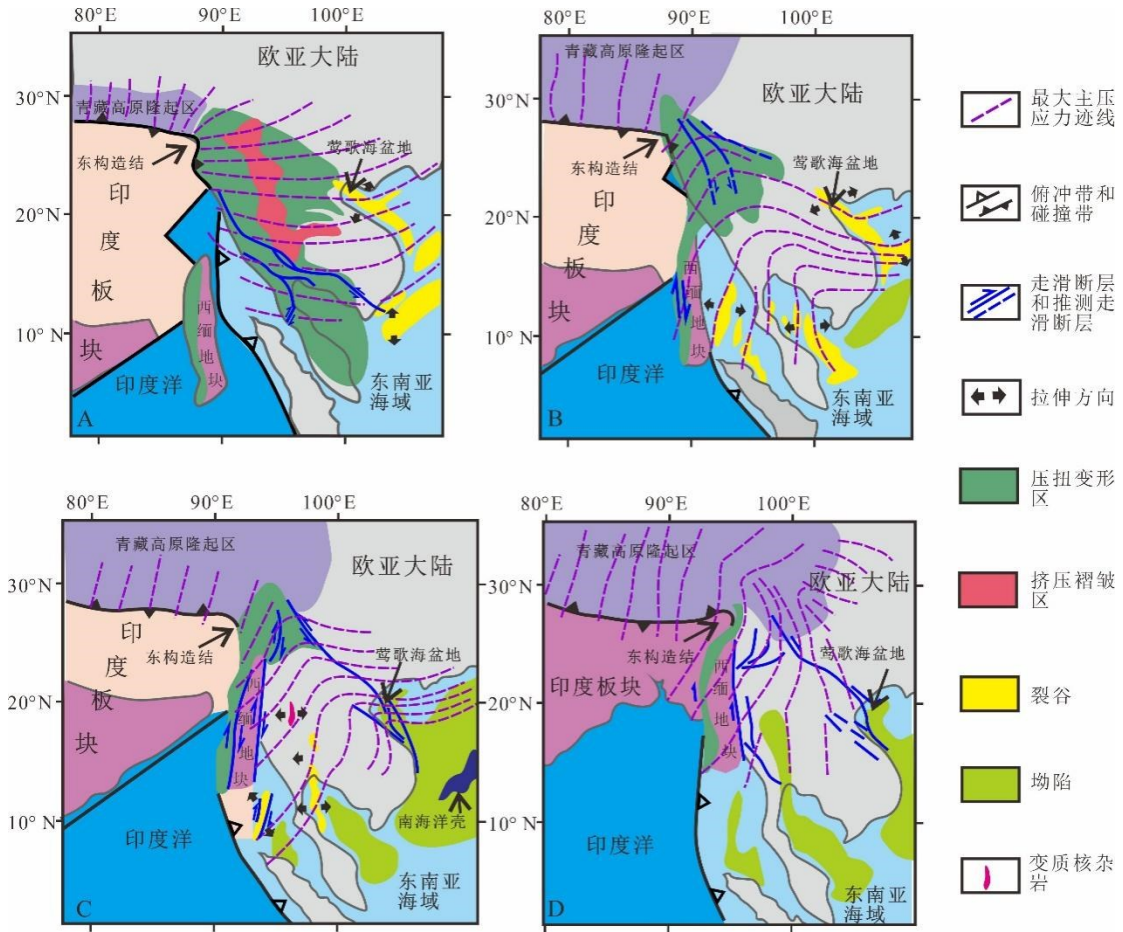 80°E 90°E 100°E
欧亚大陆
30°N
青藏高原隆起区
莺歌海盆地
东构造结
印
度
板
块
20°N
西
缅
地
块
10°N
印度洋
东南亚
海域
A
80°E 90°E 100°E
青藏高原隆起区
欧亚大陆
30°N
莺歌海盆地
东构造结
印
度
板
块
20°N
西
缅
地
块
10°N
印度洋
东南亚
海域
B
80°E 90°E 100°E
青藏高原隆起区
欧亚大陆
30°N
印
度
板
块
东构造结
莺歌海盆地
20°N
西
缅
地
块
南海洋壳
10°N
印度洋
东南亚
海域
C
80°E 90°E 100°E
青藏高原隆起区
欧亚大陆
30°N
东构造结
莺歌海盆地
印度板块
20°N
西
缅
地
块
10°N
印度洋
东南亚
海域
D
最大主压
应力迹线
俯冲带和
碰撞带
走滑断层
和推测走
滑断层
拉伸方向
压扭变形
区
挤压褶皱
区
裂谷
坳陷
变质核杂
岩